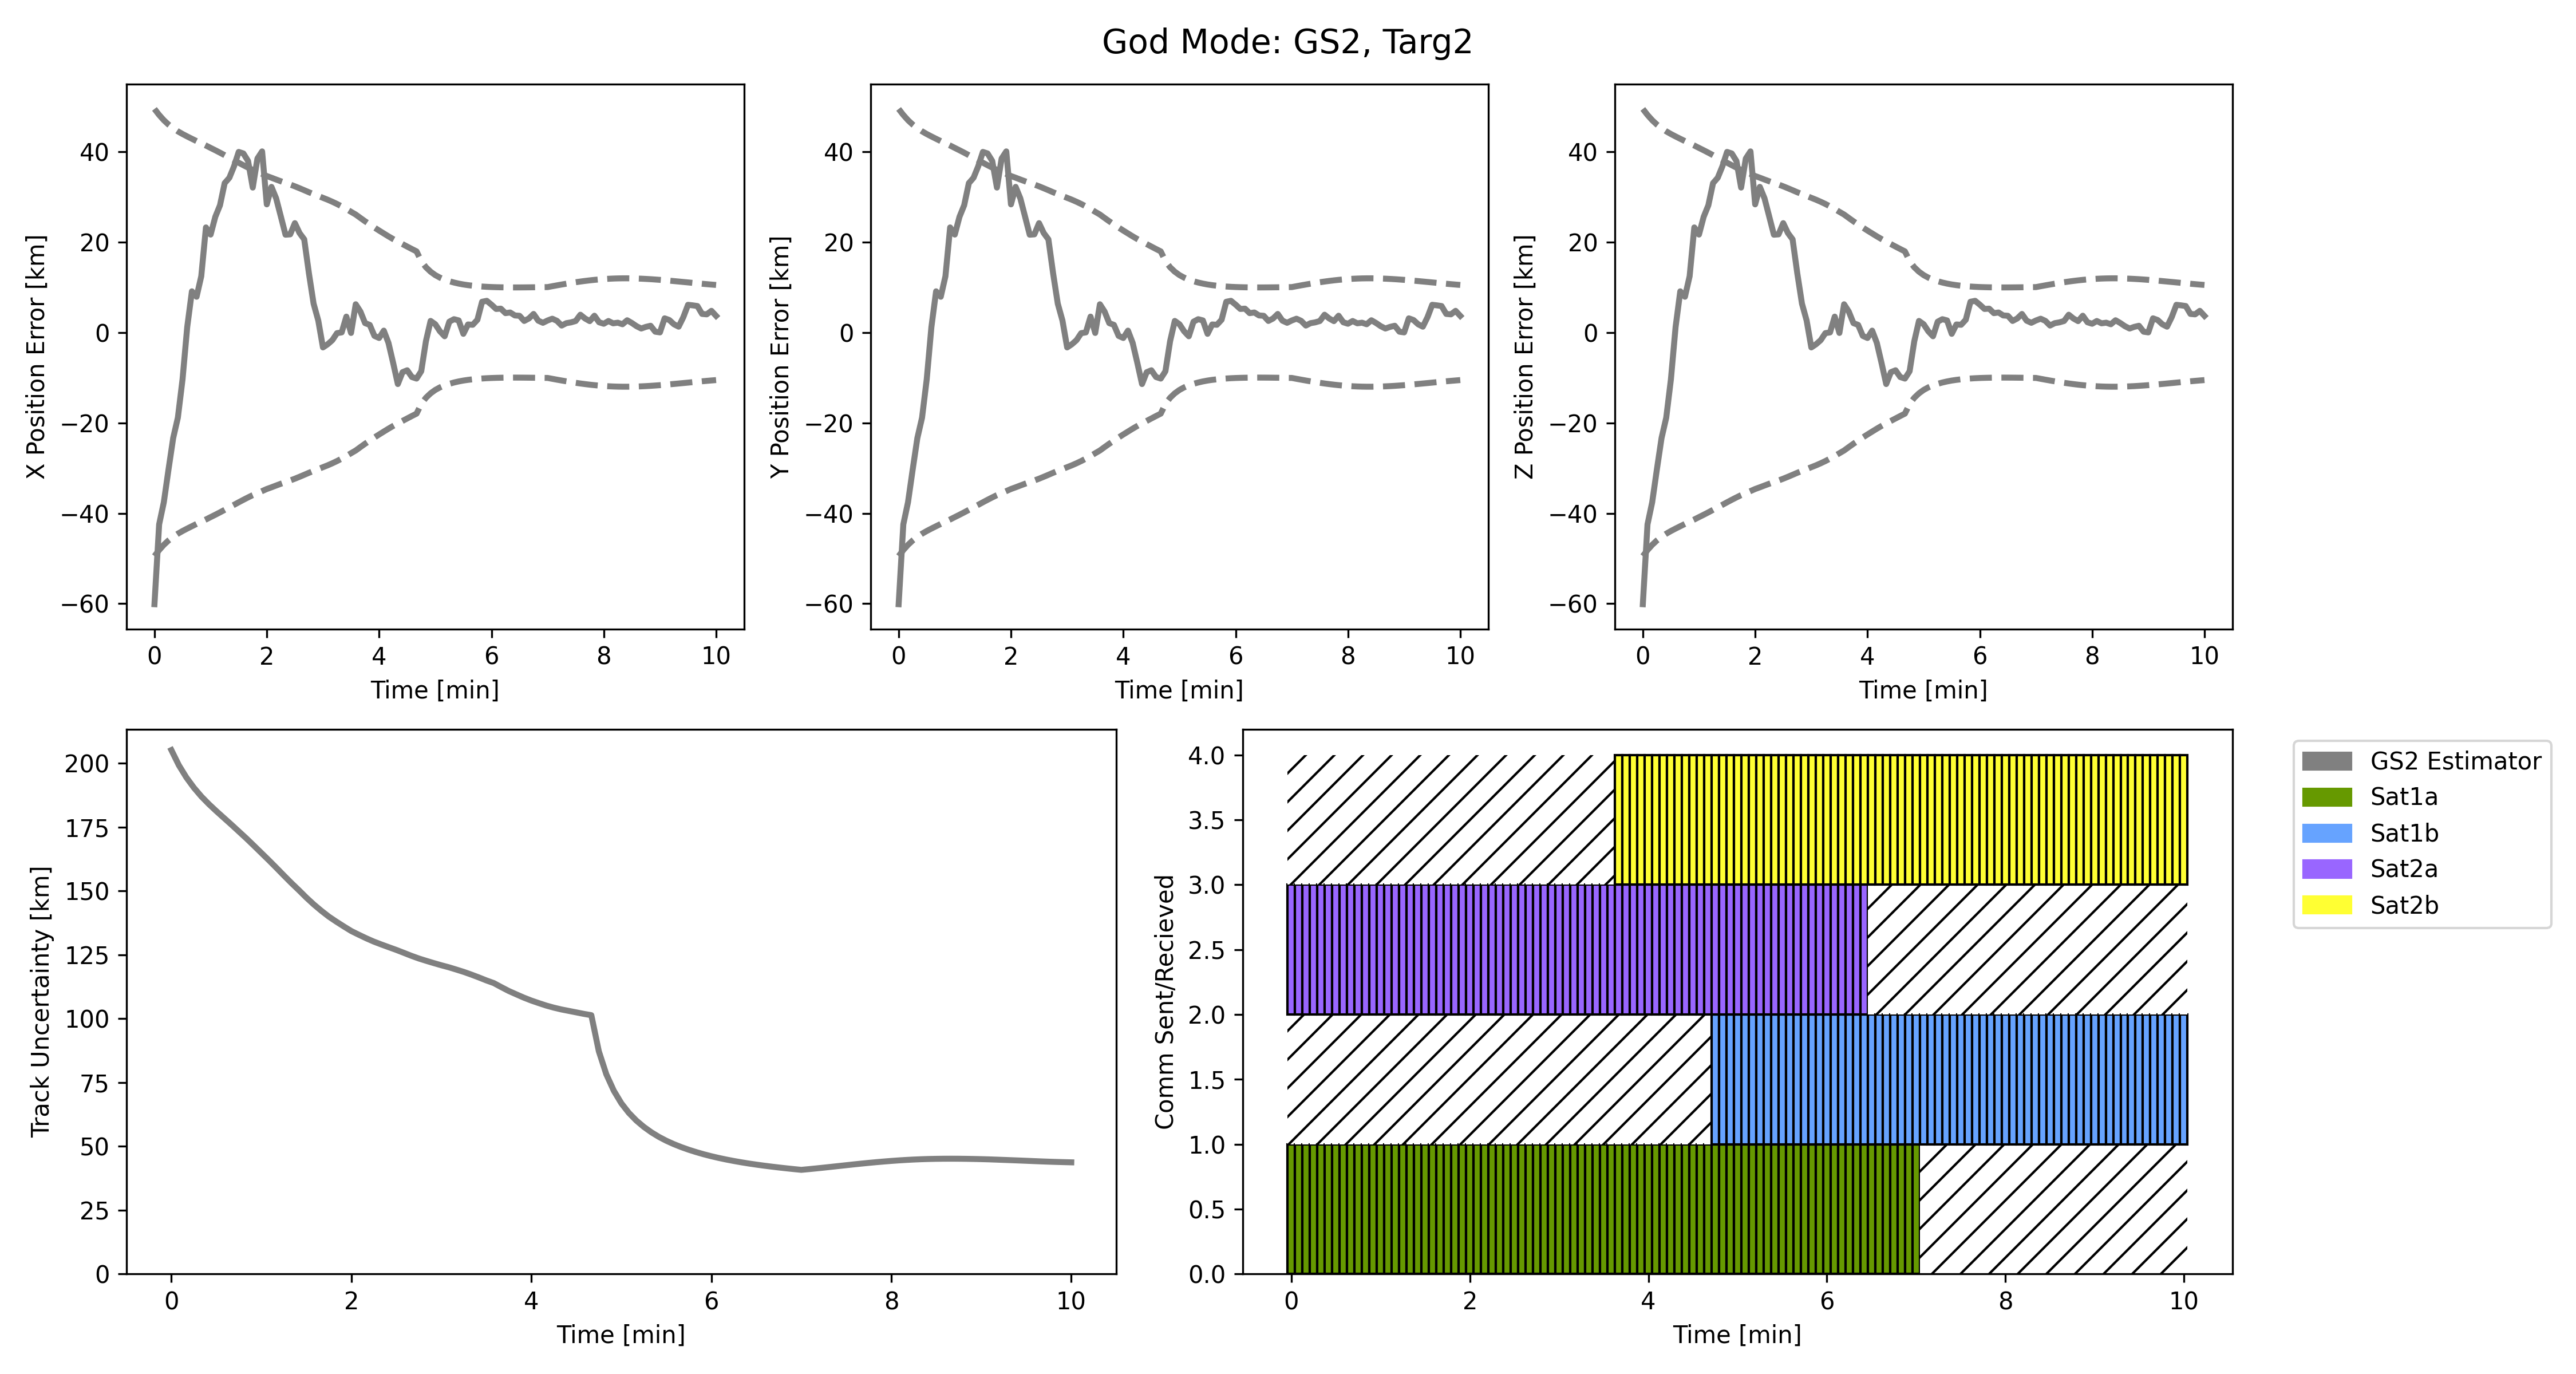 God Mode: GS2, Targ2
X Position Error [km]
40
20
0
−20
−40
−60
0 2 4 6 8 10
Time [min]
Y Position Error [km]
40
20
0
−20
−40
−60
0 2 4 6 8 10
Time [min]
Z Position Error [km]
40
20
0
−20
−40
−60
0 2 4 6 8 10
Time [min]
Track Uncertainty [km]
200
175
150
125
100
75
50
25
0
0 2 4 6 8 10
Time [min]
Comm Sent/Recieved
4.0
3.5
3.0
2.5
2.0
1.5
1.0
0.5
0.0
0 2 4 6 8 10
Time [min]
GS2 Estimator
Sat1a
Sat1b
Sat2a
Sat2b